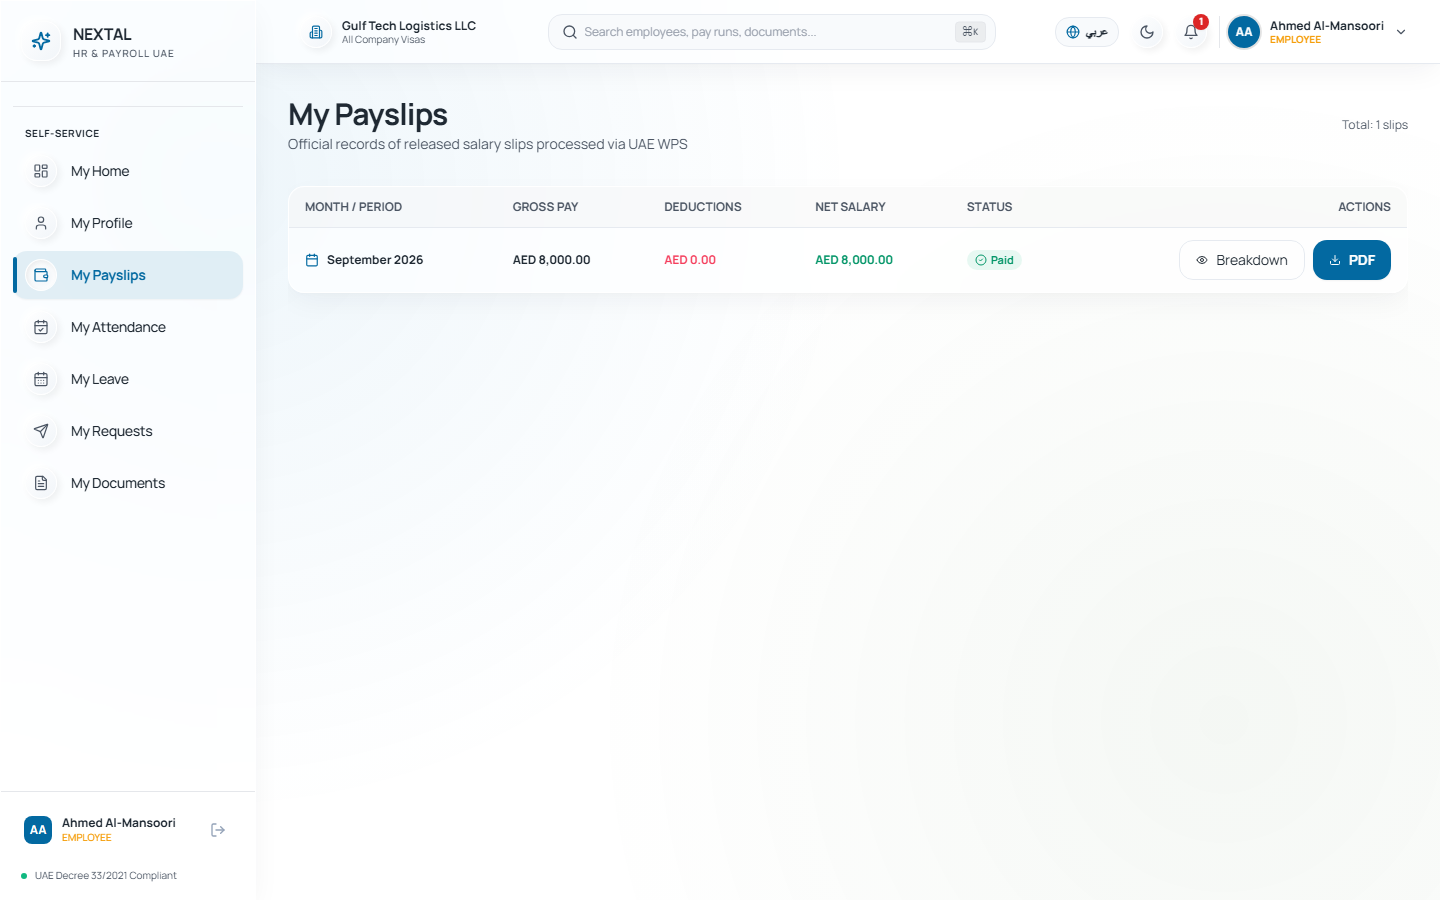 NEXTAL
HR & PAYROLL UAE
Gulf Tech Logistics LLC
All Company Visas
Search employees, pay runs, documents...
⌘K
عربي
1
AA
Ahmed Al-Mansoori
EMPLOYEE
SELF-SERVICE
My Home
My Profile
My Payslips
My Attendance
My Leave
My Requests
My Documents
AA
Ahmed Al-Mansoori
EMPLOYEE
UAE Decree 33/2021 Compliant
My Payslips
Official records of released salary slips processed via UAE WPS
Total: 1 slips
MONTH / PERIOD GROSS PAY DEDUCTIONS NET SALARY STATUS ACTIONS
September 2026 AED 8,000.00 AED 0.00 AED 8,000.00 Paid Breakdown PDF